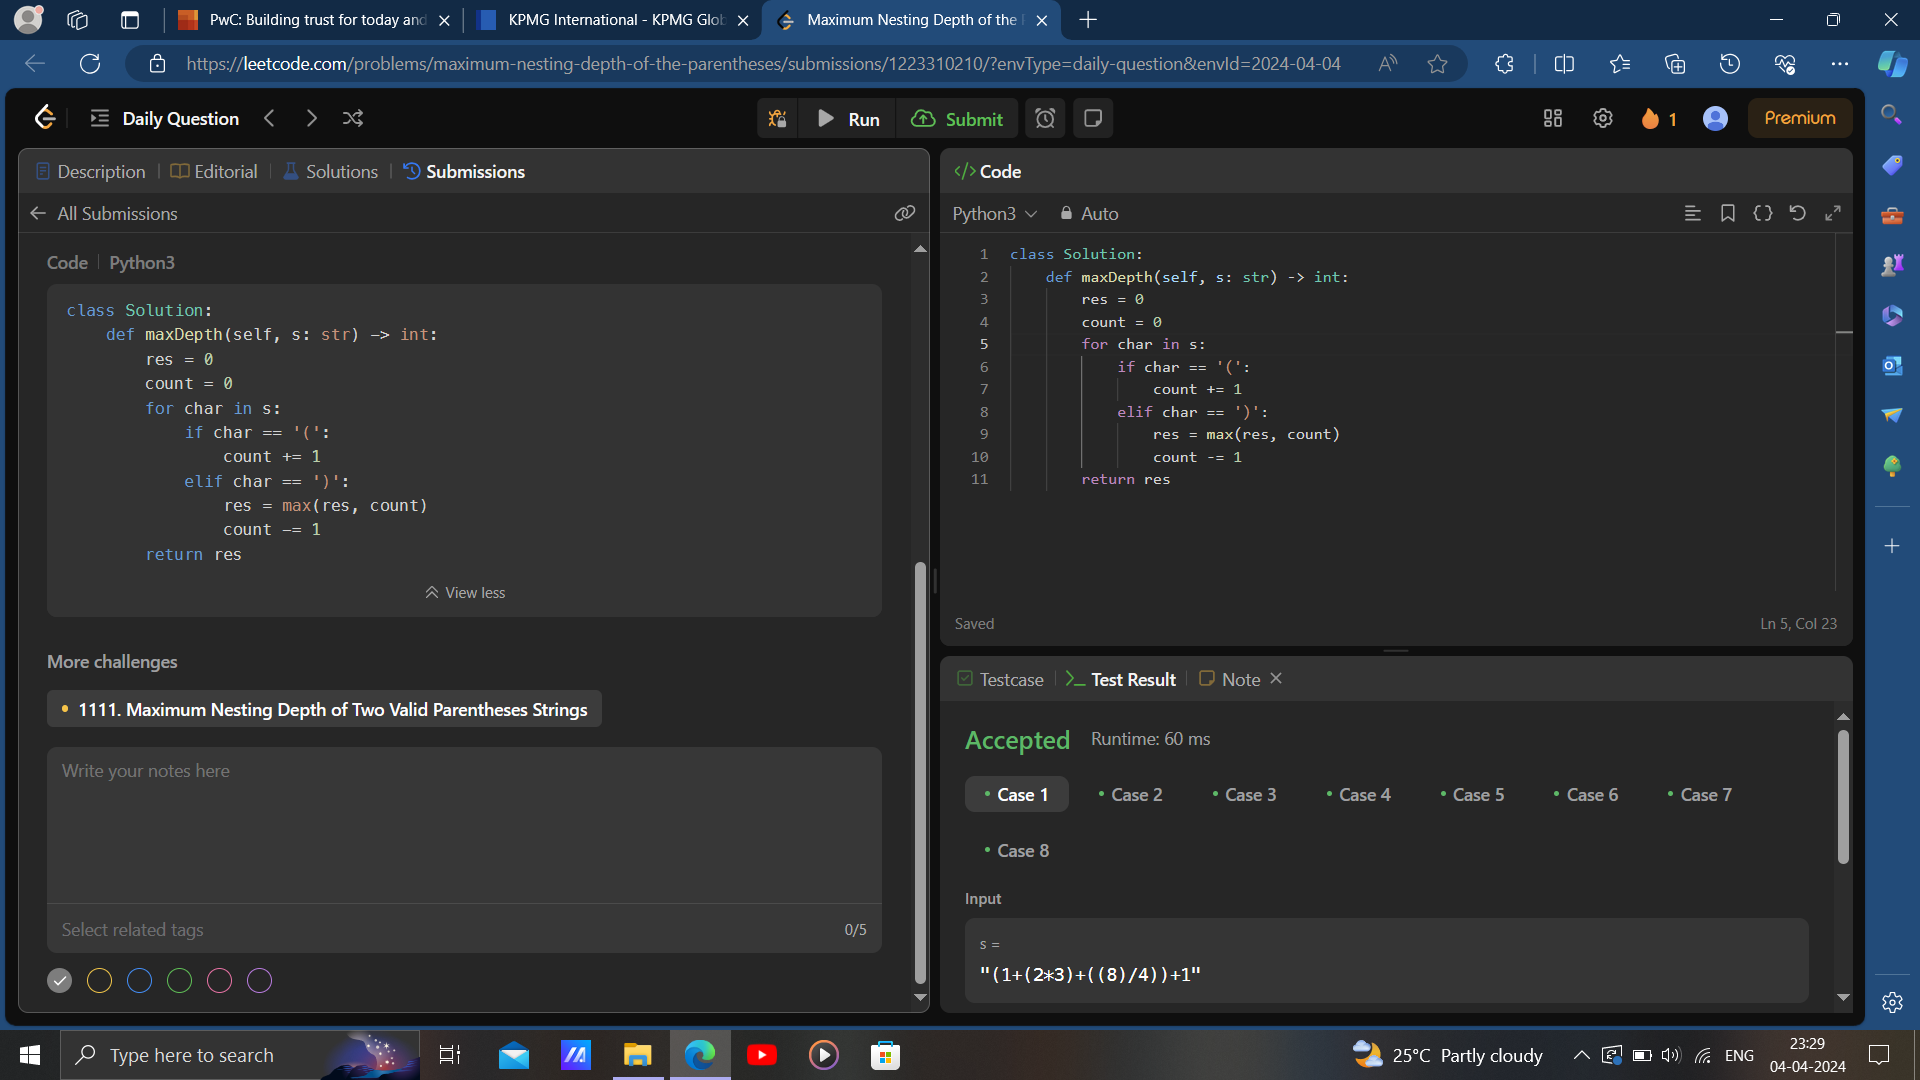 PwC: Building trust for today and
KPMG International - KPMG Glob
Maximum Nesting Depth of the
https://leetcode.com/problems/maximum-nesting-depth-of-the-parentheses/submissions/1223310210/?envType=daily-question&envId=2024-04-04
Daily Question
Run
Submit
1
Premium
Description
Editorial
Solutions
Submissions
All Submissions
Code
Python3
class Solution:
def maxDepth(self, s: str) -> int:
res = 0
count = 0
for char in s:
if char == '(':
count += 1
elif char == ')':
res = max(res, count)
count -= 1
return res
View less
More challenges
1111. Maximum Nesting Depth of Two Valid Parentheses Strings
Write your notes here
Select related tags
0/5
</> Code
Python3
Auto
1 class Solution:
2 def maxDepth(self, s: str) -> int:
3 res = 0
4 count = 0
5 for char in s:
6 if char == '(':
7 count += 1
8 elif char == ')':
9 res = max(res, count)
10 count -= 1
11 return res
Saved
Ln 5, Col 23
Testcase
Test Result
Note
Accepted
Runtime: 60 ms
Case 1
Case 2
Case 3
Case 4
Case 5
Case 6
Case 7
Case 8
Input
s =
"(1+(2*3)+((8)/4))+1"
Type here to search
25°C Partly cloudy
ENG
23:29
04-04-2024